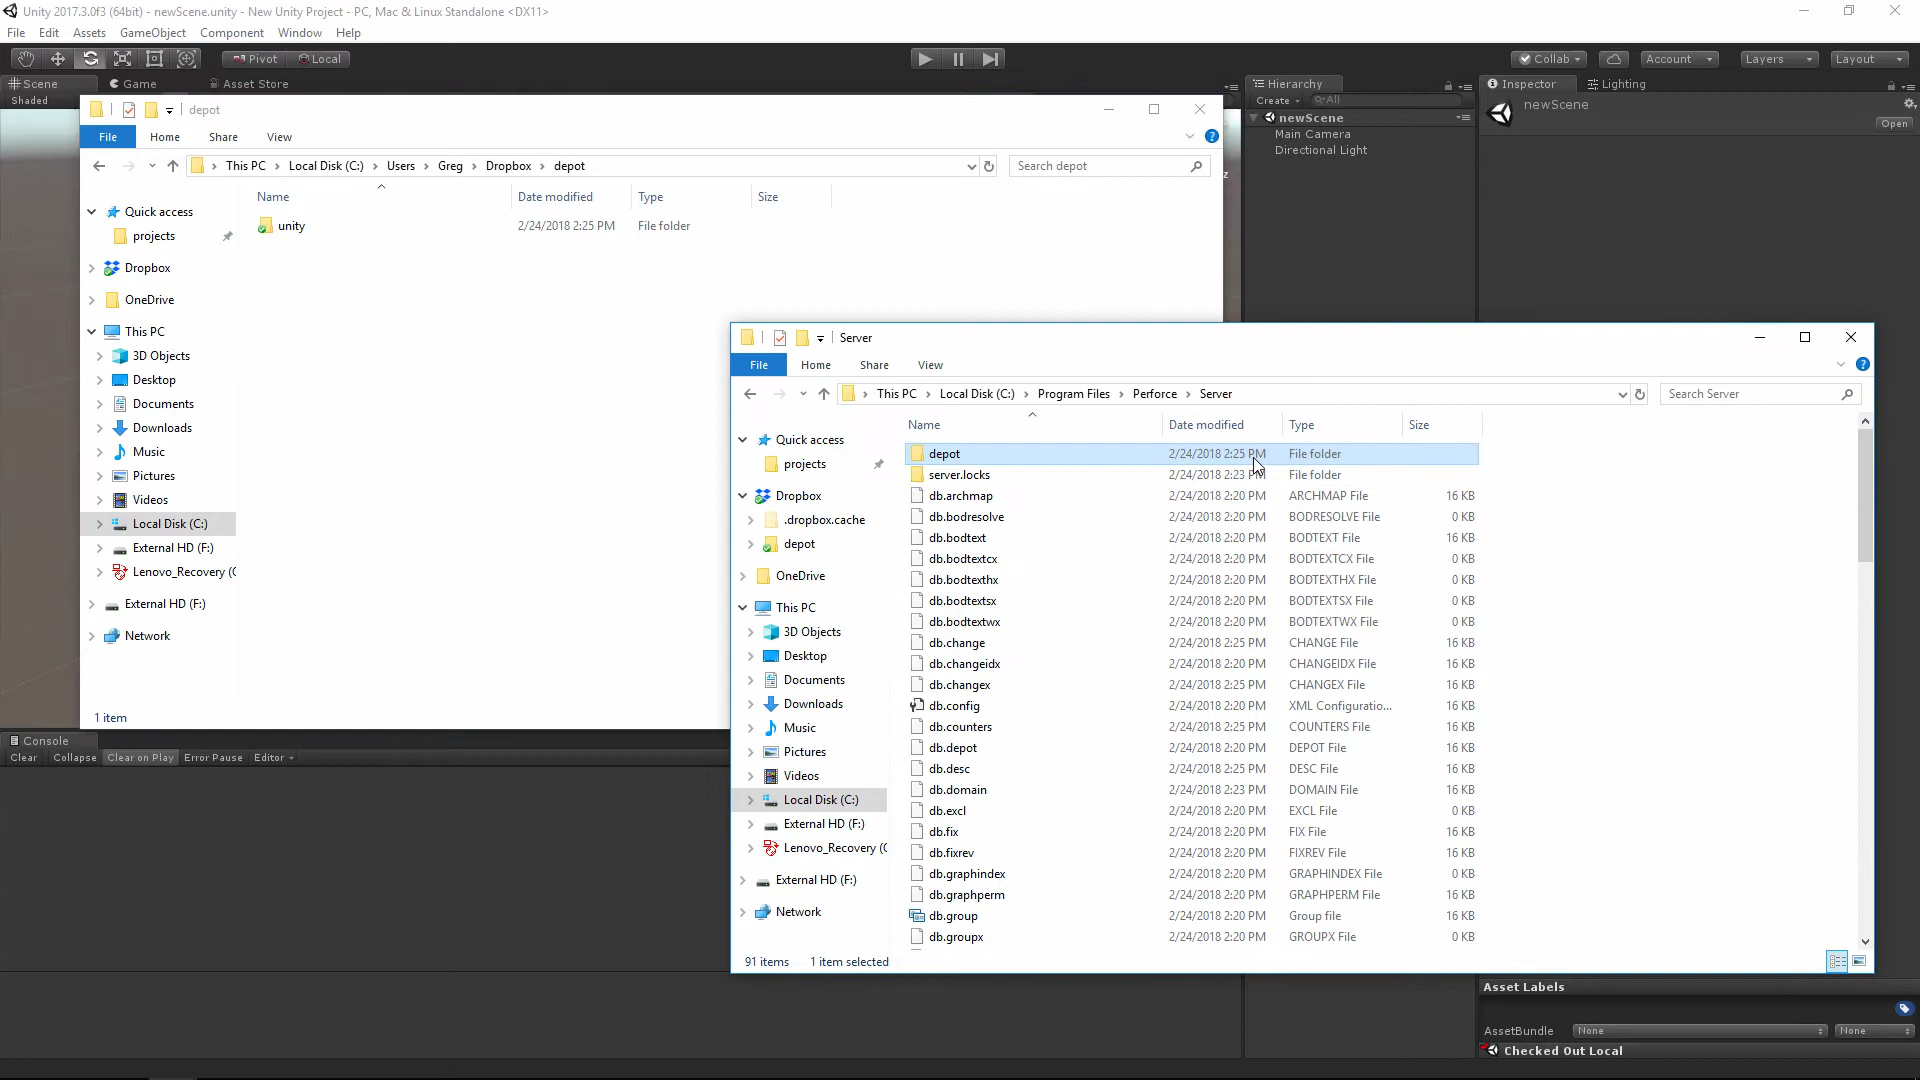 Unity 2017.3.0f3 (64bit) - newScene.unity - New Unity Project - PC, Mac & Linux Standalone <DX11>
File Edit Assets GameObject Component Window Help
Pivot Local
Collab Account Layers Layout
Scene Game Asset Store
Shaded
Hierarchy
Create All
newScene
Main Camera
Directional Light
Inspector Lighting
newScene
Open
depot
File Home Share View
This PC Local Disk (C:) Users Greg Dropbox depot
Search depot
Name Date modified Type Size
unity 2/24/2018 2:25 PM File folder
Quick access
projects
Dropbox
OneDrive
This PC
3D Objects
Desktop
Documents
Downloads
Music
Pictures
Videos
Local Disk (C:)
External HD (F:)
Lenovo_Recovery (
External HD (F:)
Network
1 item
Server
File Home Share View
This PC Local Disk (C:) Program Files Perforce Server
Search Server
Quick access
projects
Dropbox
.dropbox.cache
depot
OneDrive
This PC
3D Objects
Desktop
Documents
Downloads
Music
Pictures
Videos
Local Disk (C:)
External HD (F:)
Lenovo_Recovery (
External HD (F:)
Network
Name Date modified Type Size
depot 2/24/2018 2:25 PM File folder
server.locks 2/24/2018 2:23 PM File folder
db.archmap 2/24/2018 2:20 PM ARCHMAP File 16 KB
db.bodresolve 2/24/2018 2:20 PM BODRESOLVE File 0 KB
db.bodtext 2/24/2018 2:20 PM BODTEXT File 16 KB
db.bodtextcx 2/24/2018 2:20 PM BODTEXTCX File 0 KB
db.bodtexthx 2/24/2018 2:20 PM BODTEXTHX File 0 KB
db.bodtextsx 2/24/2018 2:20 PM BODTEXTSX File 0 KB
db.bodtextwx 2/24/2018 2:20 PM BODTEXTWX File 0 KB
db.change 2/24/2018 2:25 PM CHANGE File 16 KB
db.changeidx 2/24/2018 2:20 PM CHANGEIDX File 16 KB
db.changex 2/24/2018 2:25 PM CHANGEX File 16 KB
db.config 2/24/2018 2:20 PM XML Configuratio... 16 KB
db.counters 2/24/2018 2:25 PM COUNTERS File 16 KB
db.depot 2/24/2018 2:20 PM DEPOT File 16 KB
db.desc 2/24/2018 2:25 PM DESC File 16 KB
db.domain 2/24/2018 2:23 PM DOMAIN File 16 KB
db.excl 2/24/2018 2:20 PM EXCL File 0 KB
db.fix 2/24/2018 2:20 PM FIX File 16 KB
db.fixrev 2/24/2018 2:20 PM FIXREV File 16 KB
db.graphindex 2/24/2018 2:20 PM GRAPHINDEX File 0 KB
db.graphperm 2/24/2018 2:20 PM GRAPHPERM File 16 KB
db.group 2/24/2018 2:20 PM Group file 16 KB
db.groupx 2/24/2018 2:20 PM GROUPX File 0 KB
91 items 1 item selected
Console
Clear Collapse Clear on Play Error Pause Editor
Asset Labels
AssetBundle None None
Checked Out Local